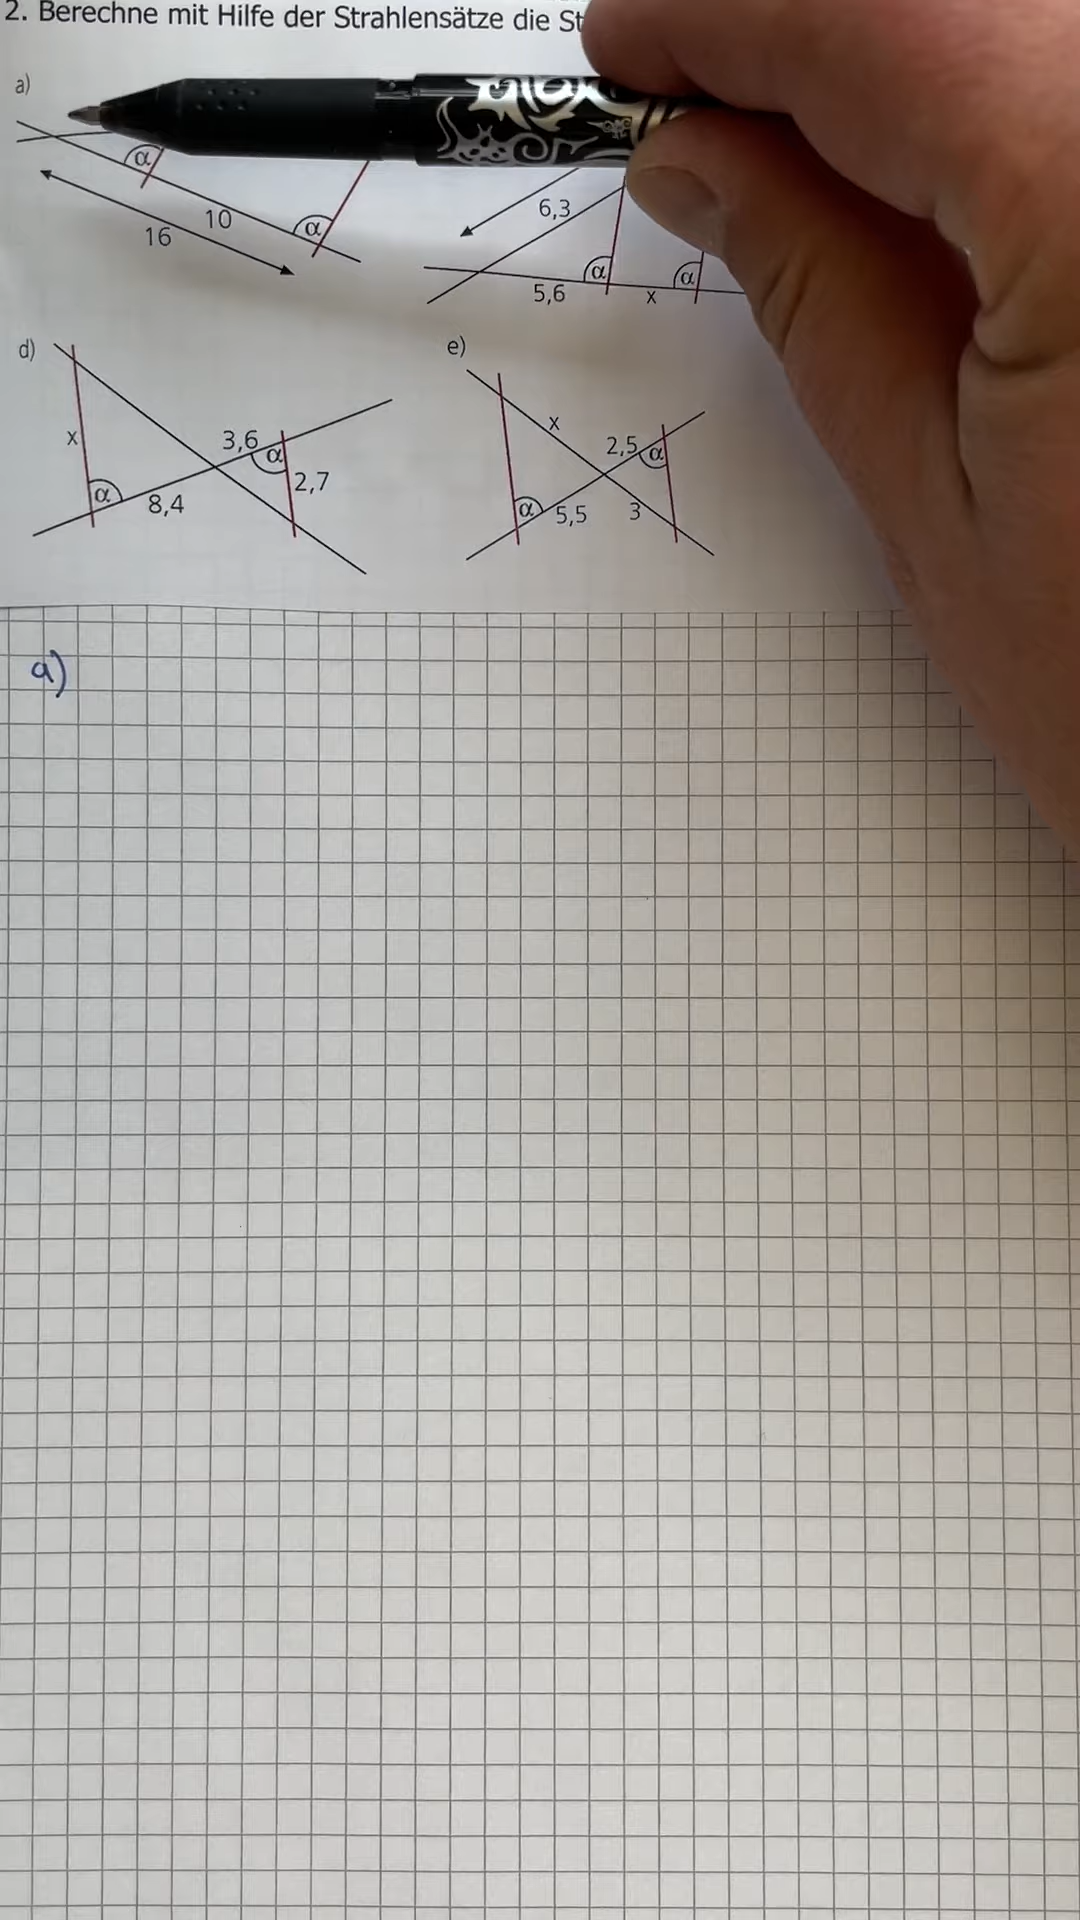 2. Berechne mit Hilfe der Strahlensätze die
a)
α
10
16
α
6,3
α
5,6
x
α
d)
x
α
8,4
3,6
α
2,7
e)
x
2,5
α
α
5,5
3
a)